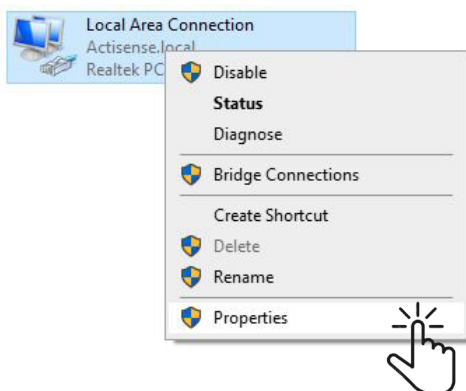 Local Area Connection
Actisense.local
Realtek PC
Disable
Status
Diagnose
Bridge Connections
Create Shortcut
Delete
Rename
Properties